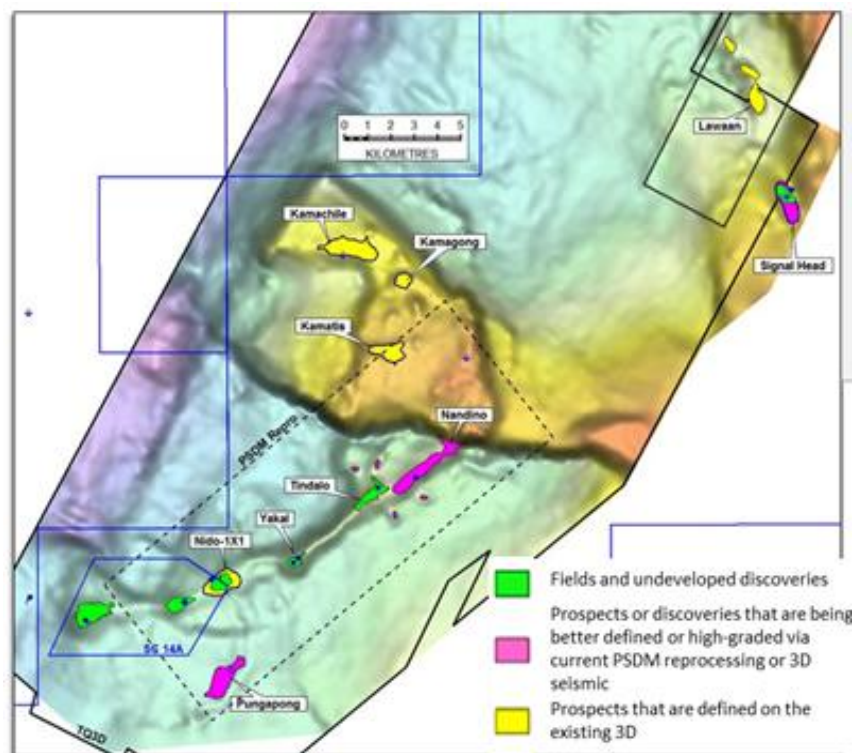 Lawaan
0 1 2 3 4 5
KILOMETRES
Kamachile
Kamagong
Signal Head
Kamatis
Nandino
PSDM Repro
Tindalo
Yakal
Nido-1X1
SC 14A
Pungapong
TQ3D
Fields and undeveloped discoveries
Prospects or discoveries that are being
better defined or high-graded via
current PSDM reprocessing or 3D
seismic
Prospects that are defined on the
existing 3D